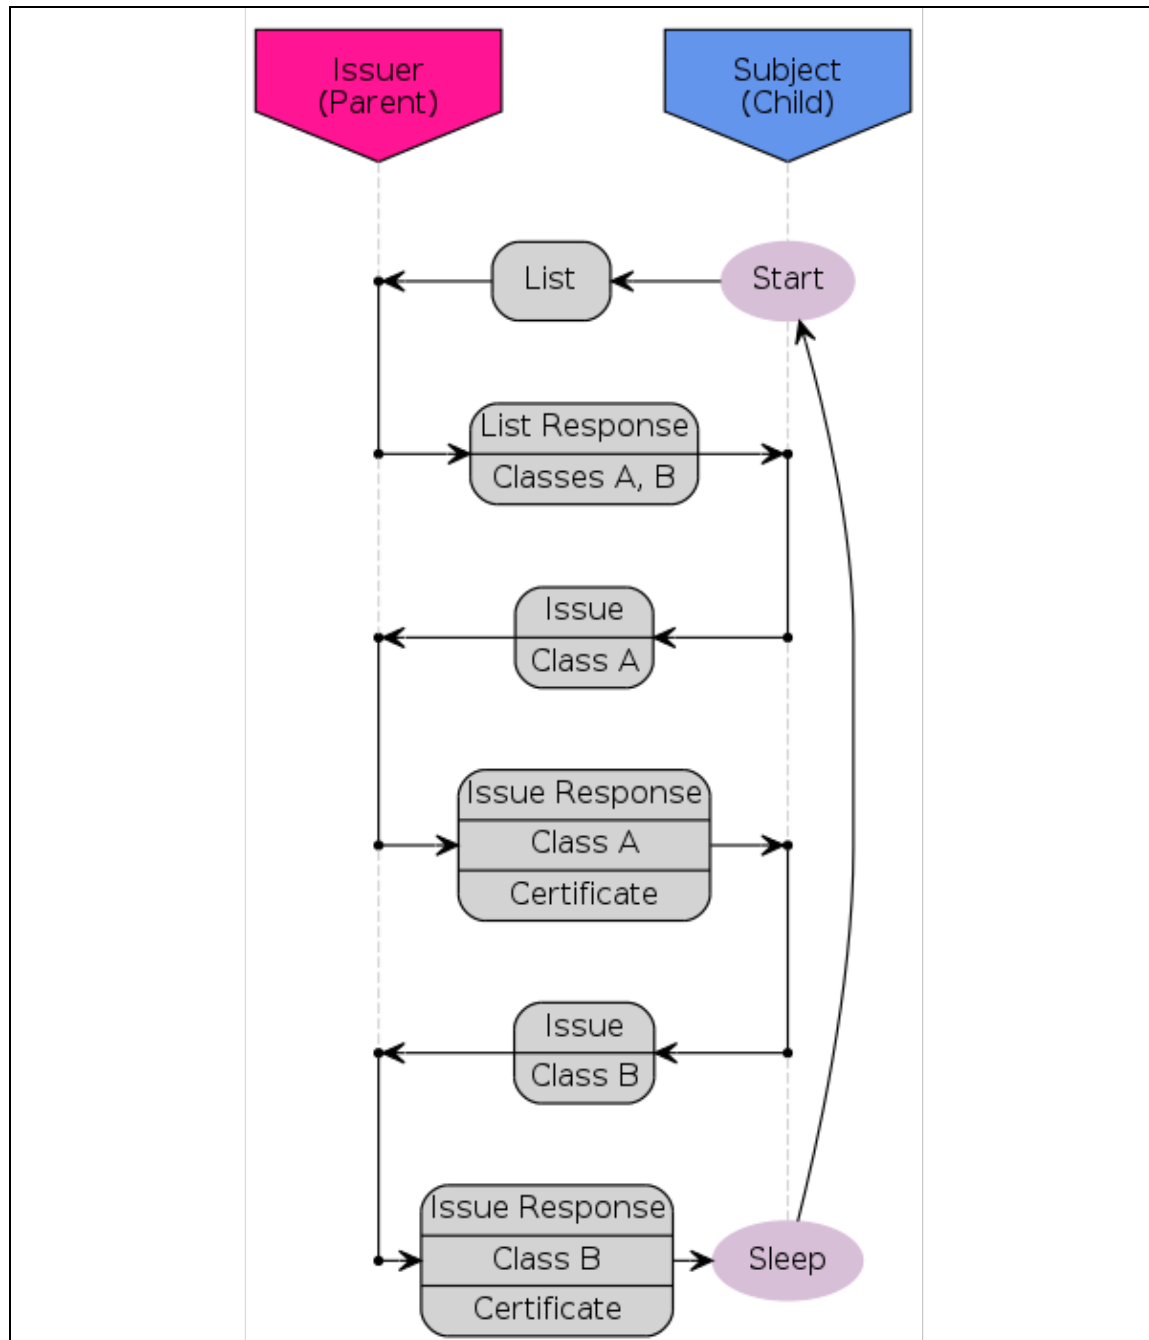 Issuer
(Parent)
Subject
(Child)
List
Start
List Response
Classes A, B
Issue
Class A
Issue Response
Class A
Certificate
Issue
Class B
Issue Response
Class B
Certificate
Sleep